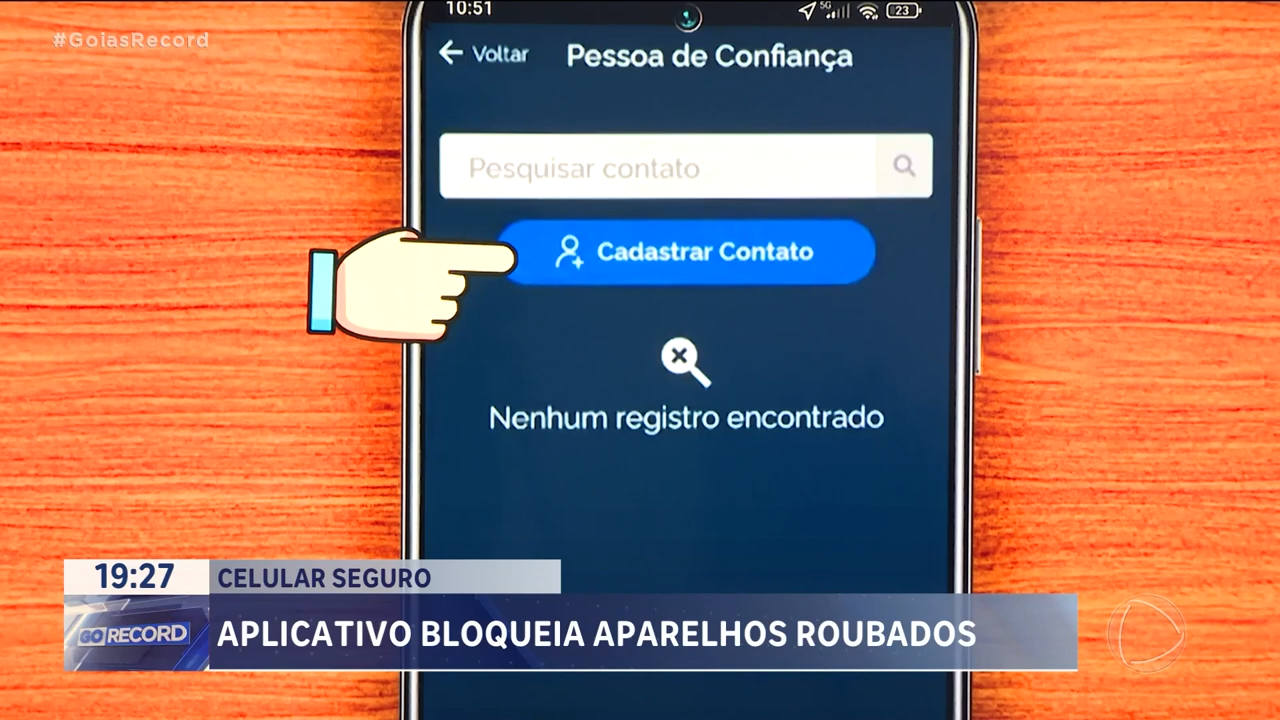 10:51
5G
23
#GoiasRecord
Voltar
Pessoa de Confiança
Pesquisar contato
Cadastrar Contato
Nenhum registro encontrado
19:27
CELULAR SEGURO
GO RECORD
APLICATIVO BLOQUEIA APARELHOS ROUBADOS